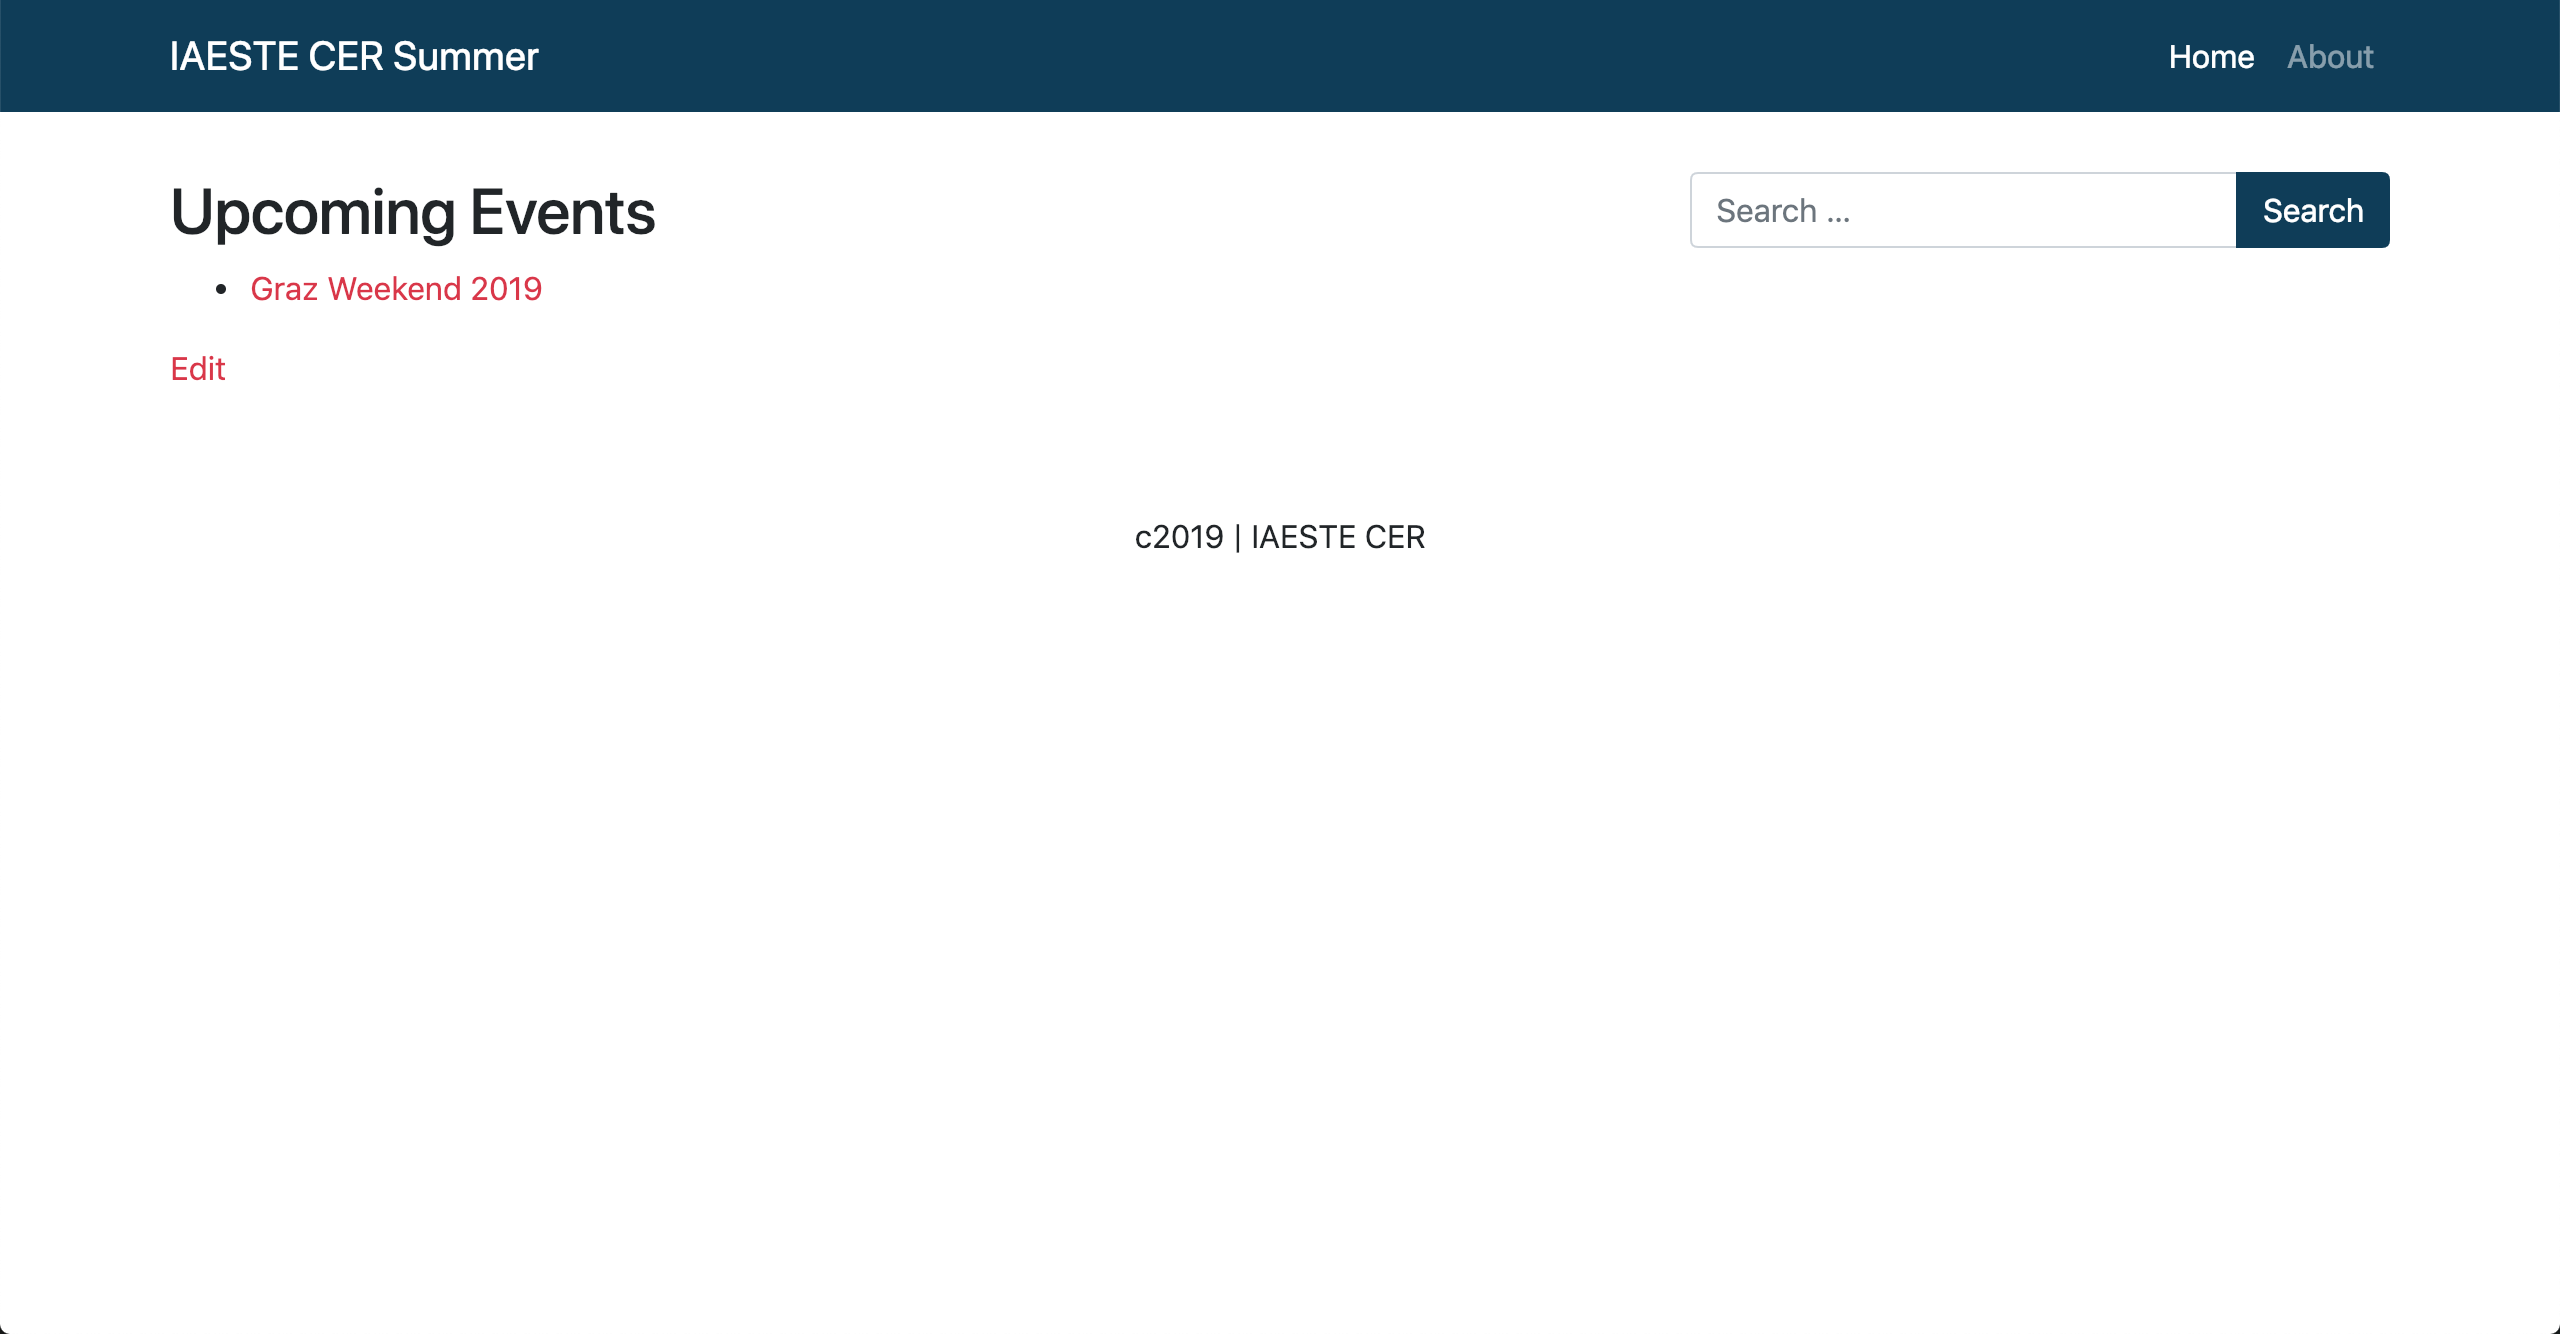 IAESTE CER Summer
Home About
Upcoming Events
Search ... Search
• Graz Weekend 2019
Edit
c2019 | IAESTE CER